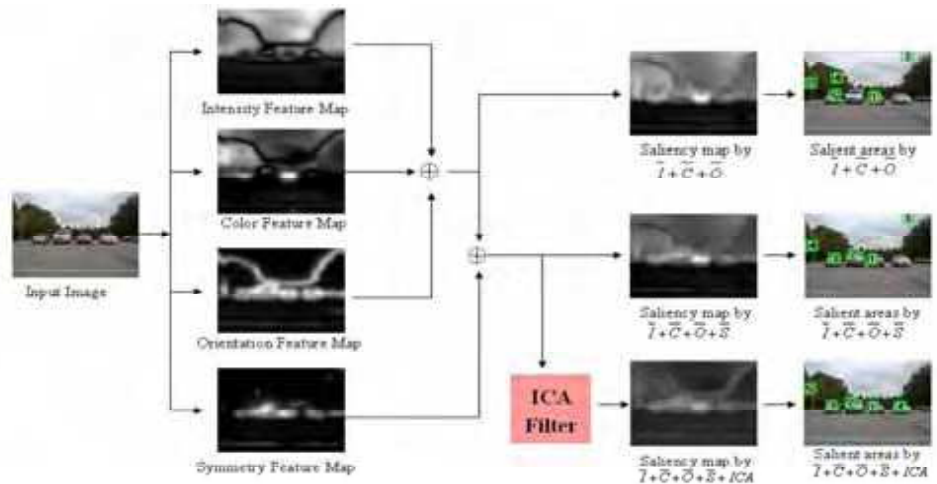 Intensity Feature Map
Color Feature Map
Input Image
Orientation Feature Map
Symmetry Feature Map
ICA
Filter
Saliency map by
Ī + C̄ + Ō
Salient areas by
Ī + C̄ + Ō
Saliency map by
Ī + C̄ + Ō + S̄
Salient areas by
Ī + C̄ + Ō + S̄
Saliency map by
Ī + C̄ + Ō + S̄ + ICA
Salient areas by
Ī + C̄ + Ō + S̄ + ICA